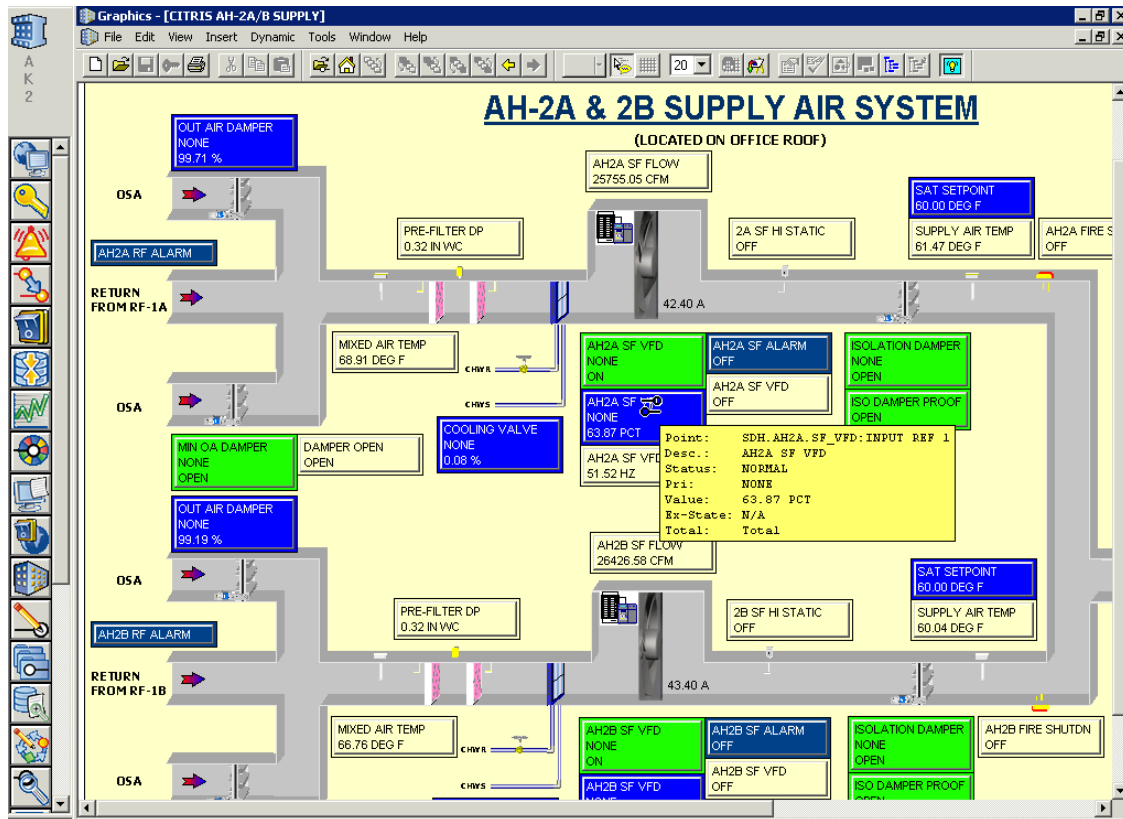 Graphics - [CITRIS AH-2A/B SUPPLY]
File Edit View Insert Dynamic Tools Window Help
A
K
2
20
AH-2A & 2B SUPPLY AIR SYSTEM
(LOCATED ON OFFICE ROOF)
OUT AIR DAMPER
NONE
99.71 %
AH2A SF FLOW
25755.05 CFM
OSA
SAT SETPOINT
60.00 DEG F
PRE-FILTER DP
0.32 IN WC
2A SF HI STATIC
OFF
SUPPLY AIR TEMP
61.47 DEG F
AH2A FIRE S
OFF
AH2A RF ALARM
RETURN
FROM RF-1A
42.40 A
MIXED AIR TEMP
68.91 DEG F
CHWR
CHWS
AH2A SF VFD
NONE
ON
AH2A SF ALARM
OFF
ISOLATION DAMPER
NONE
OPEN
AH2A SF VFD
OFF
OSA
AH2A SF
NONE
63.87 PCT
ISO DAMPER PROOF
OPEN
COOLING VALVE
NONE
0.08 %
MIN OA DAMPER
NONE
OPEN
DAMPER OPEN
OPEN
AH2A SF VFD
51.52 HZ
Point: SDH.AH2A.SF_VFD:INPUT REF 1
Desc.: AH2A SF VFD
Status: NORMAL
Pri: NONE
Value: 63.87 PCT
Ex-State: N/A
Total: Total
OUT AIR DAMPER
NONE
99.19 %
AH2B SF FLOW
26426.58 CFM
OSA
SAT SETPOINT
60.00 DEG F
PRE-FILTER DP
0.32 IN WC
2B SF HI STATIC
OFF
SUPPLY AIR TEMP
60.04 DEG F
AH2B RF ALARM
RETURN
FROM RF-1B
43.40 A
MIXED AIR TEMP
66.76 DEG F
CHWR
CHWS
AH2B SF VFD
NONE
ON
AH2B SF ALARM
OFF
ISOLATION DAMPER
NONE
OPEN
AH2B FIRE SHUTDN
OFF
OSA
AH2B SF VFD
AH2B SF VFD
OFF
ISO DAMPER PROOF